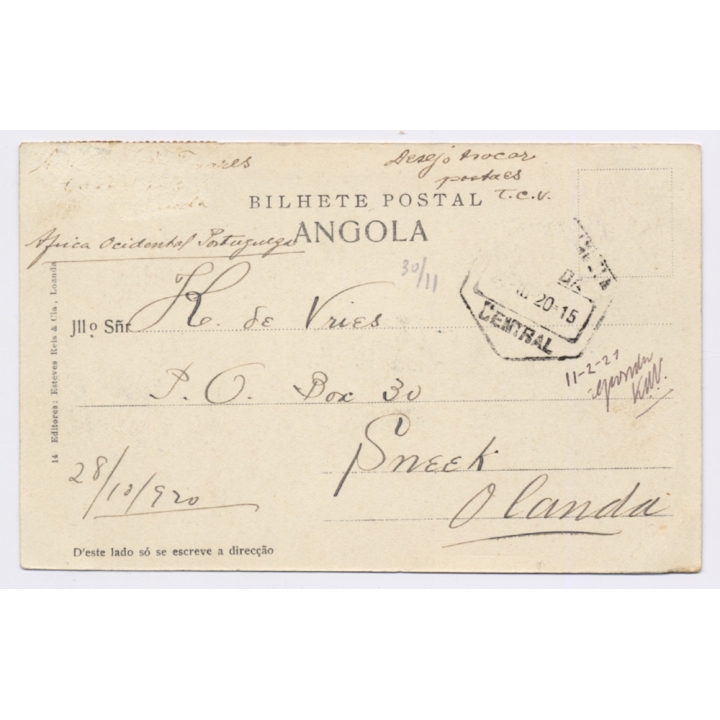 Desejo trocar
postaes
T.C.V.
BILHETE POSTAL
ANGOLA
Africa Ocidental Portugueza
30/11
20-15
CENTRAL
Jllº Sñr K. de Vries
P. O. Box 30
Sneek
Olanda
11-2-21
K.d.V.
28/10/920
14 Editores: Esteves Reis & Cia, Loanda
D'este lado só se escreve a direcção